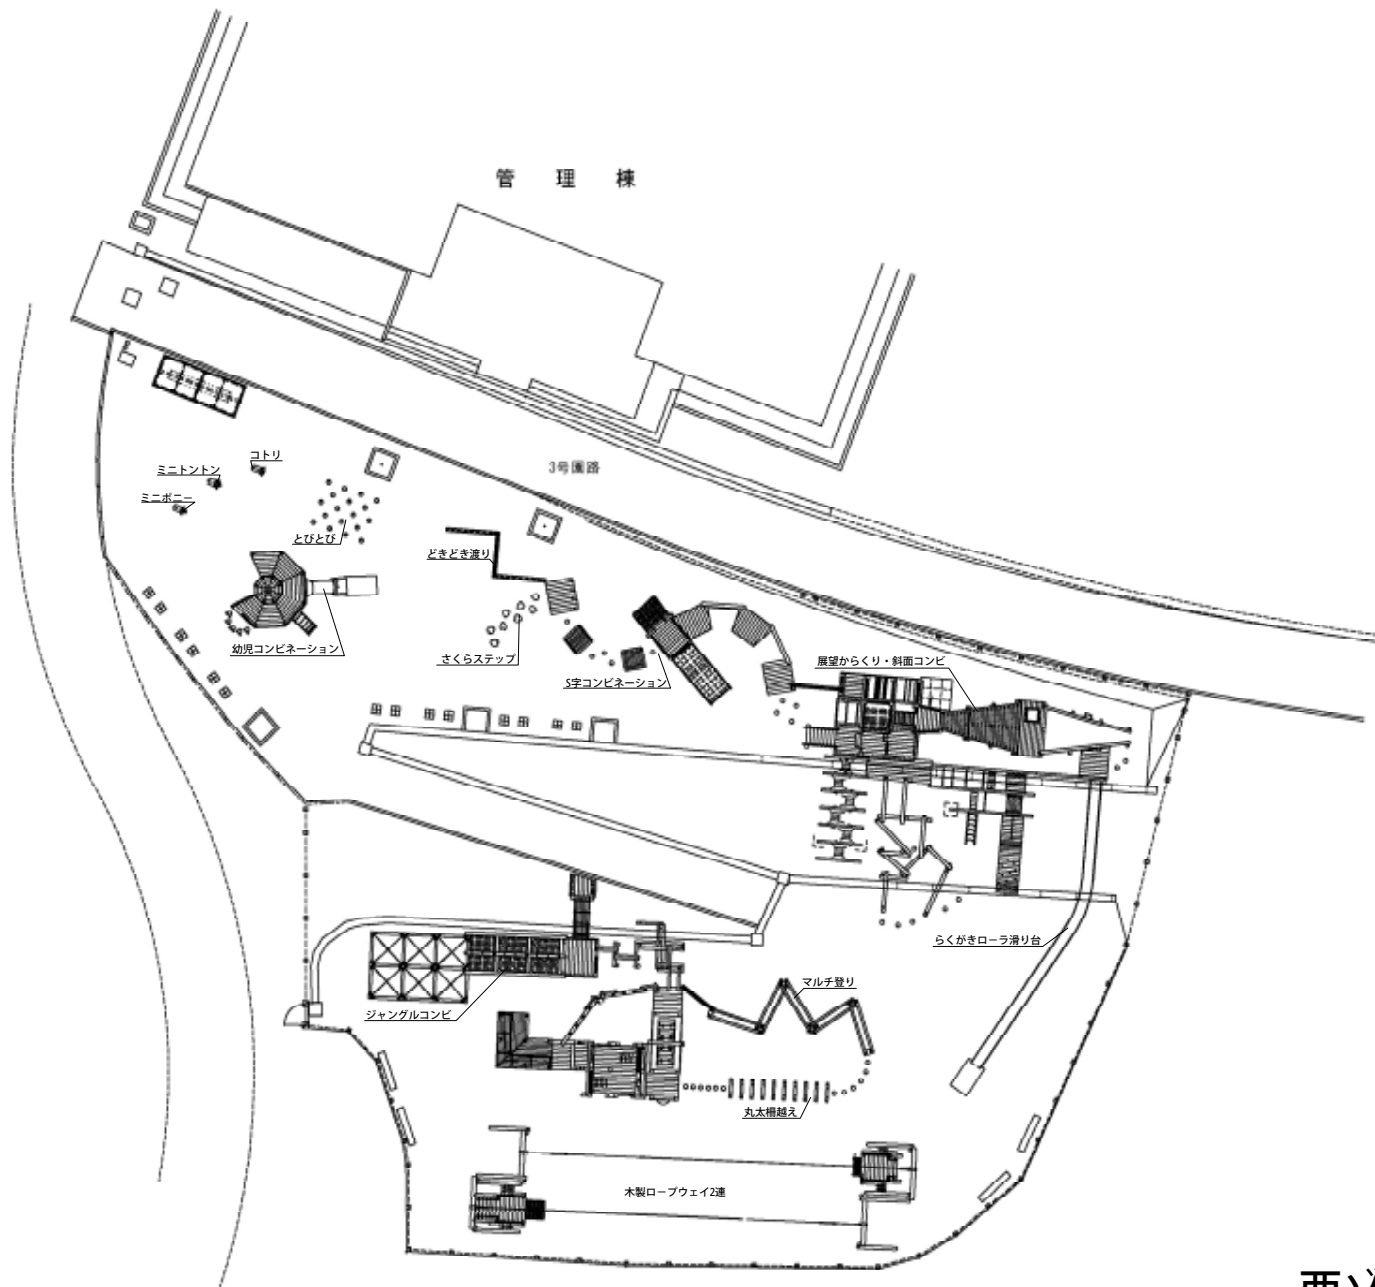 管理棟
3号園路
コトリ
ミニトントン
ミニポニー
とびとび
どきどき渡り
幼児コンビネーション
さくらステップ
S字コンビネーション
展望からくり・斜面コンビ
らくがきローラ滑り台
マルチ登り
ジャングルコンビ
丸太柵越え
木製ロープウェイ2連